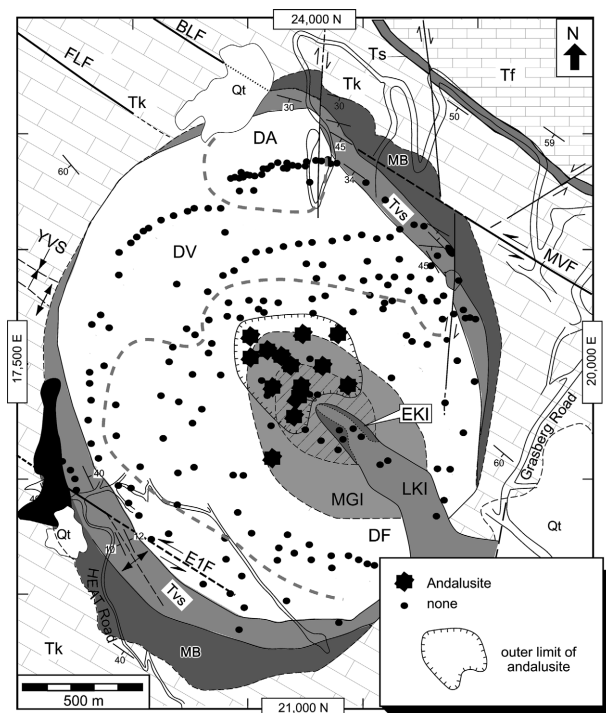 24,000 N
N
BLF
FLF
Tk
Qt
Ts
Tk
Tf
30
30
50
59
DA
45
MB
34
60
Tvs
DV
YVS
MVF
45
17,500 E
20,000 E
EKI
Grasberg Road
60
MGI
LKI
40
Qt
DF
Qt
12
E1F
HEAT Road
Tvs
Tk
MB
40
500 m
21,000 N
Andalusite
none
outer limit of
andalusite